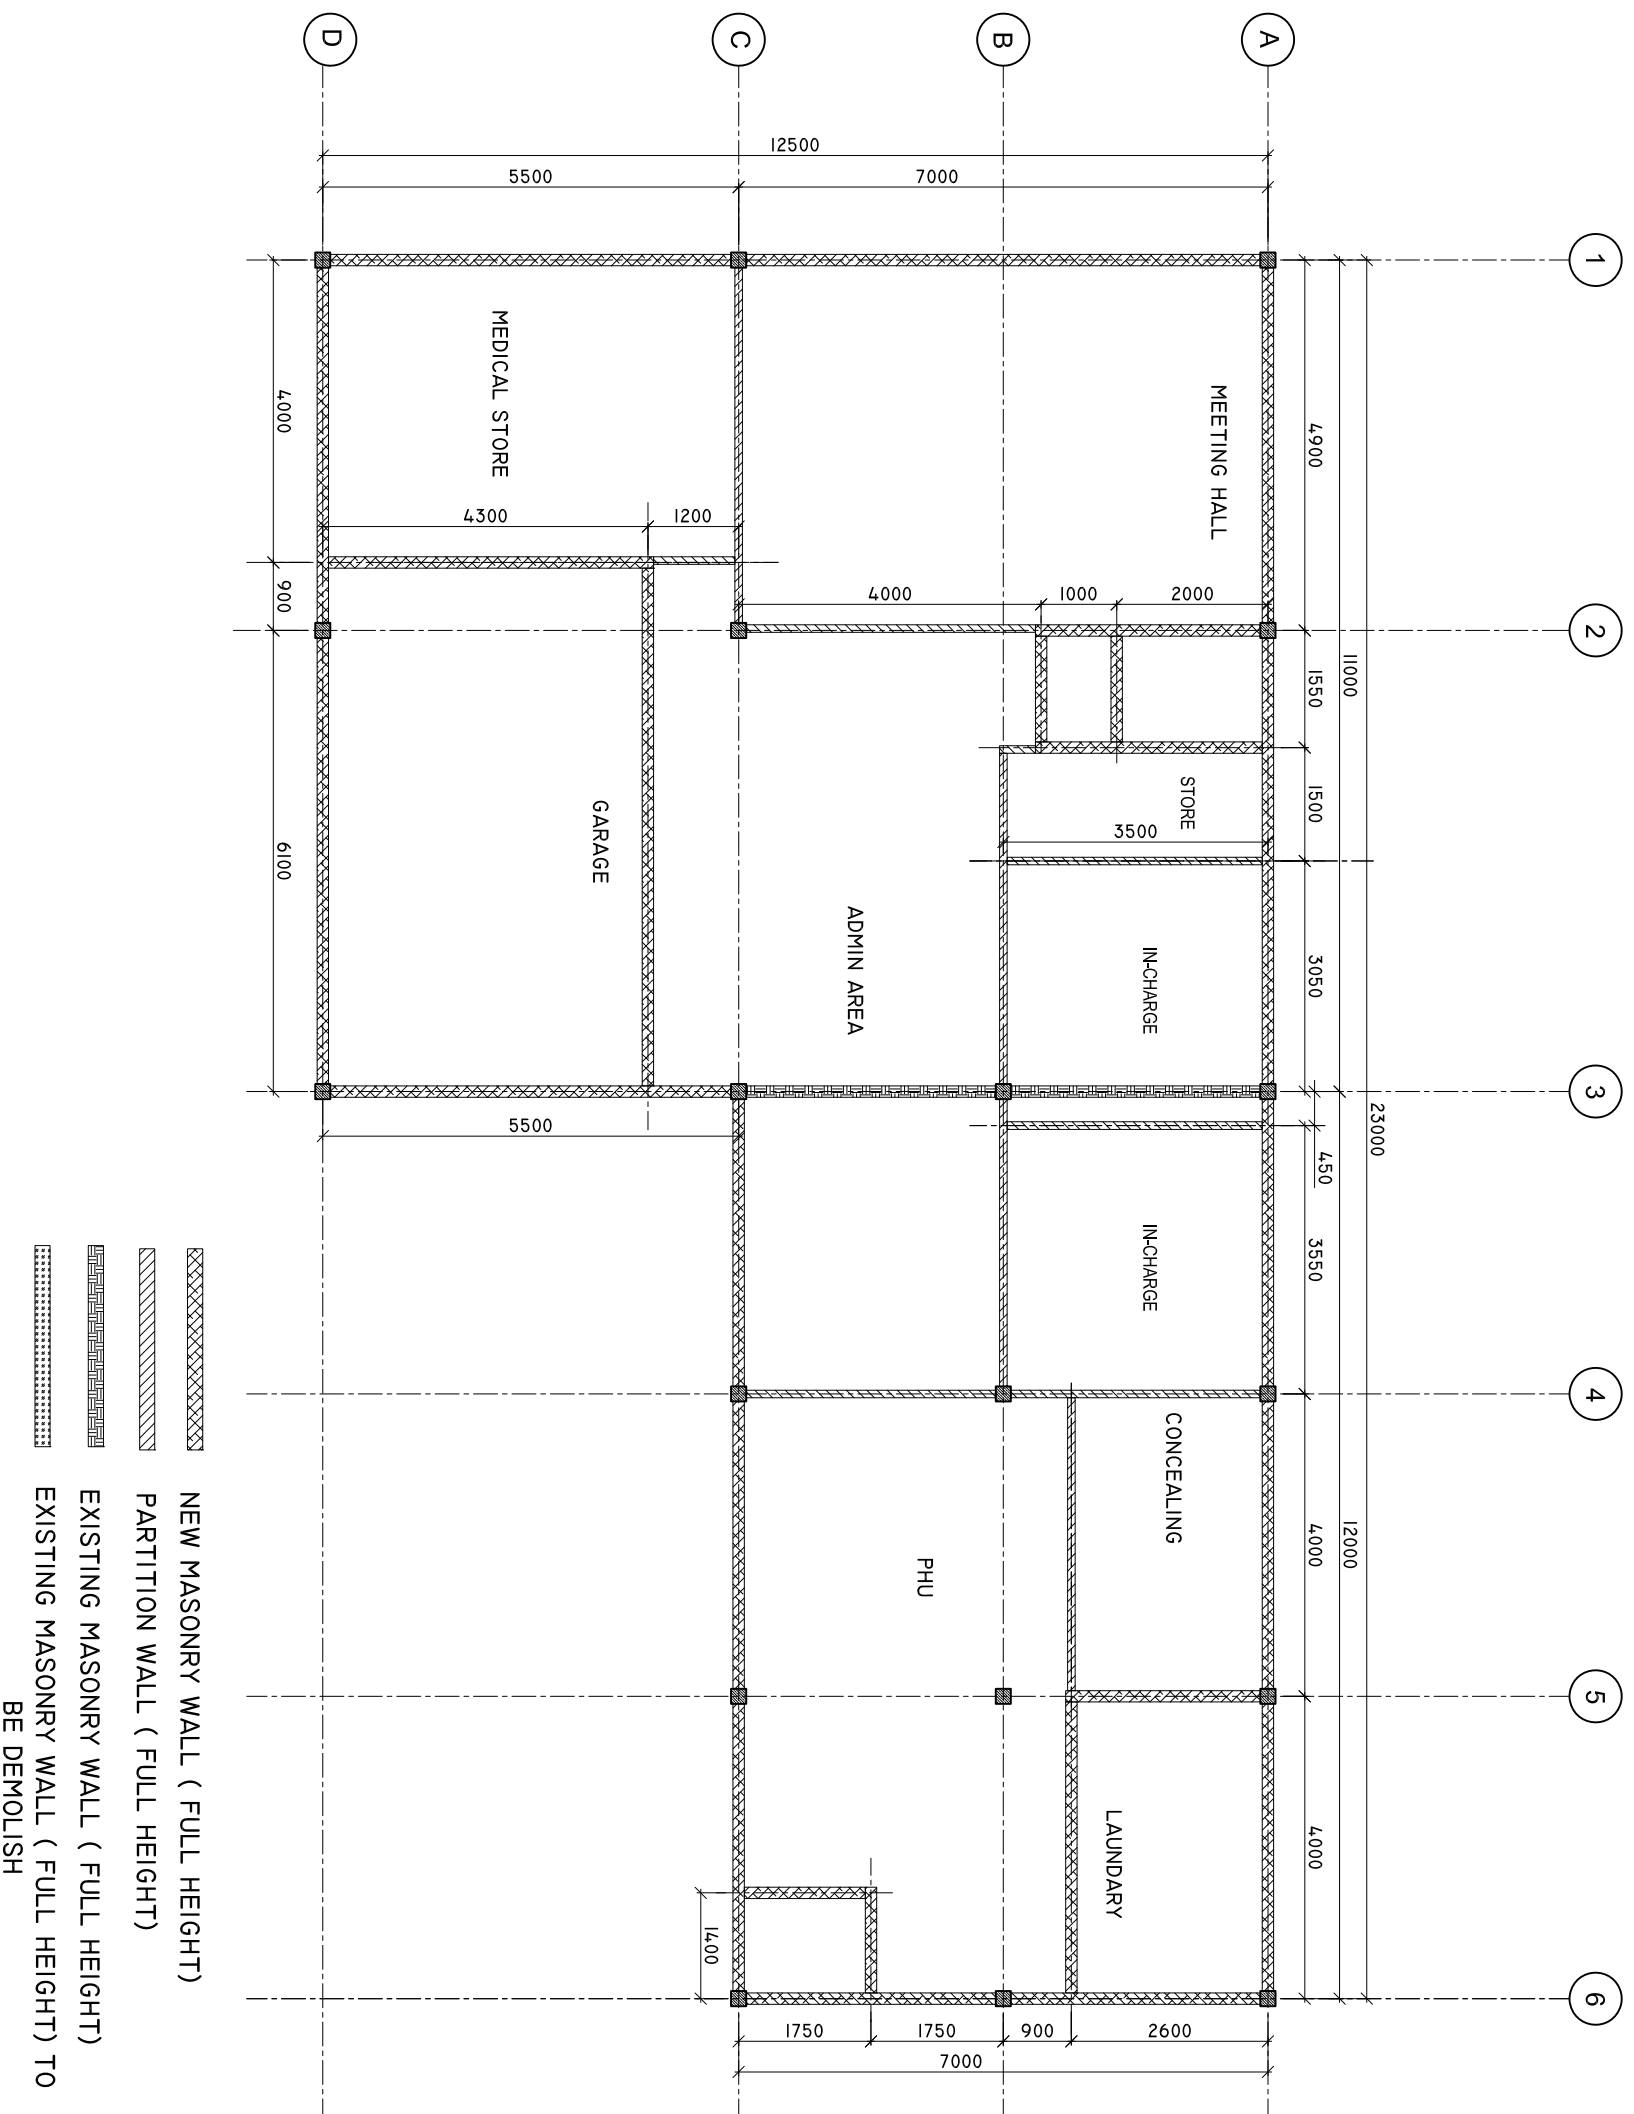 1
2
3
4
5
6
A
B
C
D
23000
11000
12000
4900
1550
1500
3050
450
3550
4000
4000
12500
7000
5500
MEETING HALL
STORE
IN-CHARGE
IN-CHARGE
CONCEALING
LAUNDARY
2000
1000
4000
3500
ADMIN AREA
PHU
MEDICAL STORE
GARAGE
1200
4300
5500
4000
900
6100
1400
2600
900
1750
1750
7000
NEW MASONRY WALL ( FULL HEIGHT)
PARTITION WALL ( FULL HEIGHT)
EXISTING MASONRY WALL ( FULL HEIGHT)
EXISTING MASONRY WALL ( FULL HEIGHT) TO
BE DEMOLISH